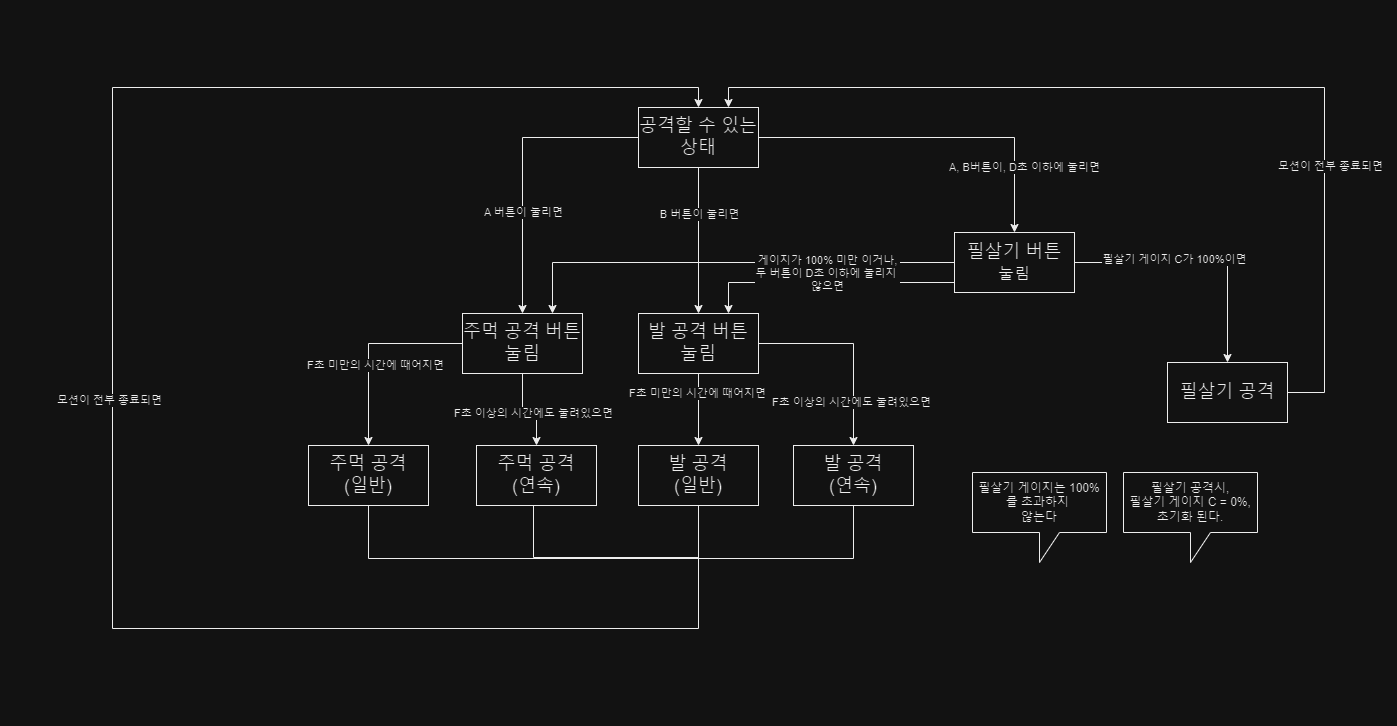 공격할 수 있는
상태
A, B버튼이, D초 이하에 눌리면
모션이 전부 종료되면
A 버튼이 눌리면
B 버튼이 눌리면
필살기 버튼
눌림
게이지가 100% 미만 이거나,
두 버튼이 D초 이하에 눌리지
않으면
필살기 게이지 C가 100%이면
주먹 공격 버튼
눌림
발 공격 버튼
눌림
F초 미만의 시간에 때어지면
F초 미만의 시간에 때어지면
필살기 공격
모션이 전부 종료되면
F초 이상의 시간에도 눌려있으면
F초 이상의 시간에도 눌려있으면
주먹 공격
(일반)
주먹 공격
(연속)
발 공격
(일반)
발 공격
(연속)
필살기 게이지는 100%
를 초과하지
않는다
필살기 공격시,
필살기 게이지 C = 0%,
초기화 된다.